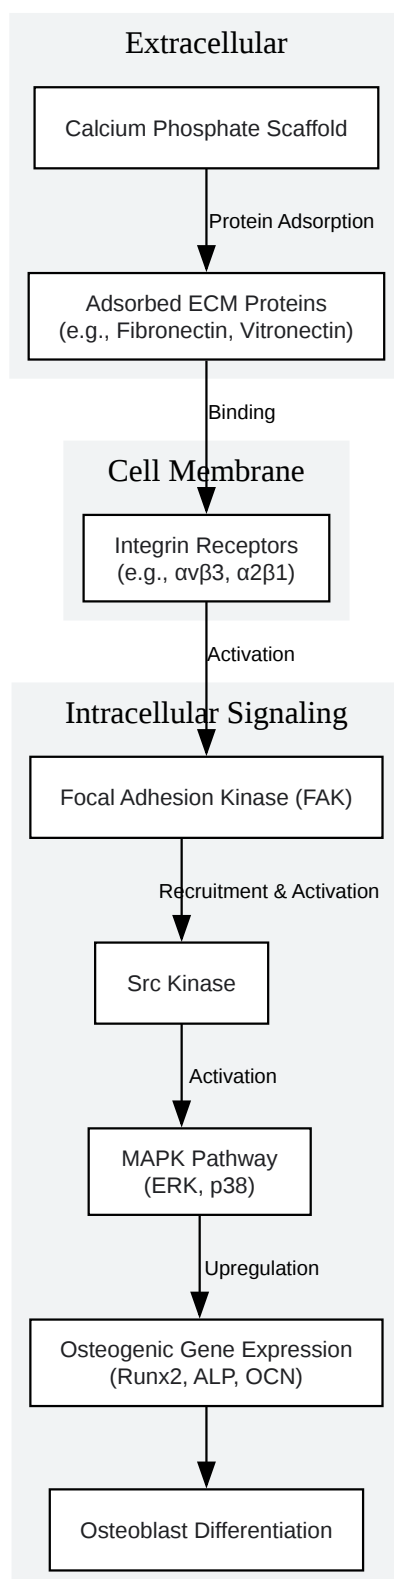 Extracellular
Calcium Phosphate Scaffold
Protein Adsorption
Adsorbed ECM Proteins
(e.g., Fibronectin, Vitronectin)
Binding
Cell Membrane
Integrin Receptors
(e.g., αvβ3, α2β1)
Activation
Intracellular Signaling
Focal Adhesion Kinase (FAK)
Recruitment & Activation
Src Kinase
Activation
MAPK Pathway
(ERK, p38)
Upregulation
Osteogenic Gene Expression
(Runx2, ALP, OCN)
Osteoblast Differentiation